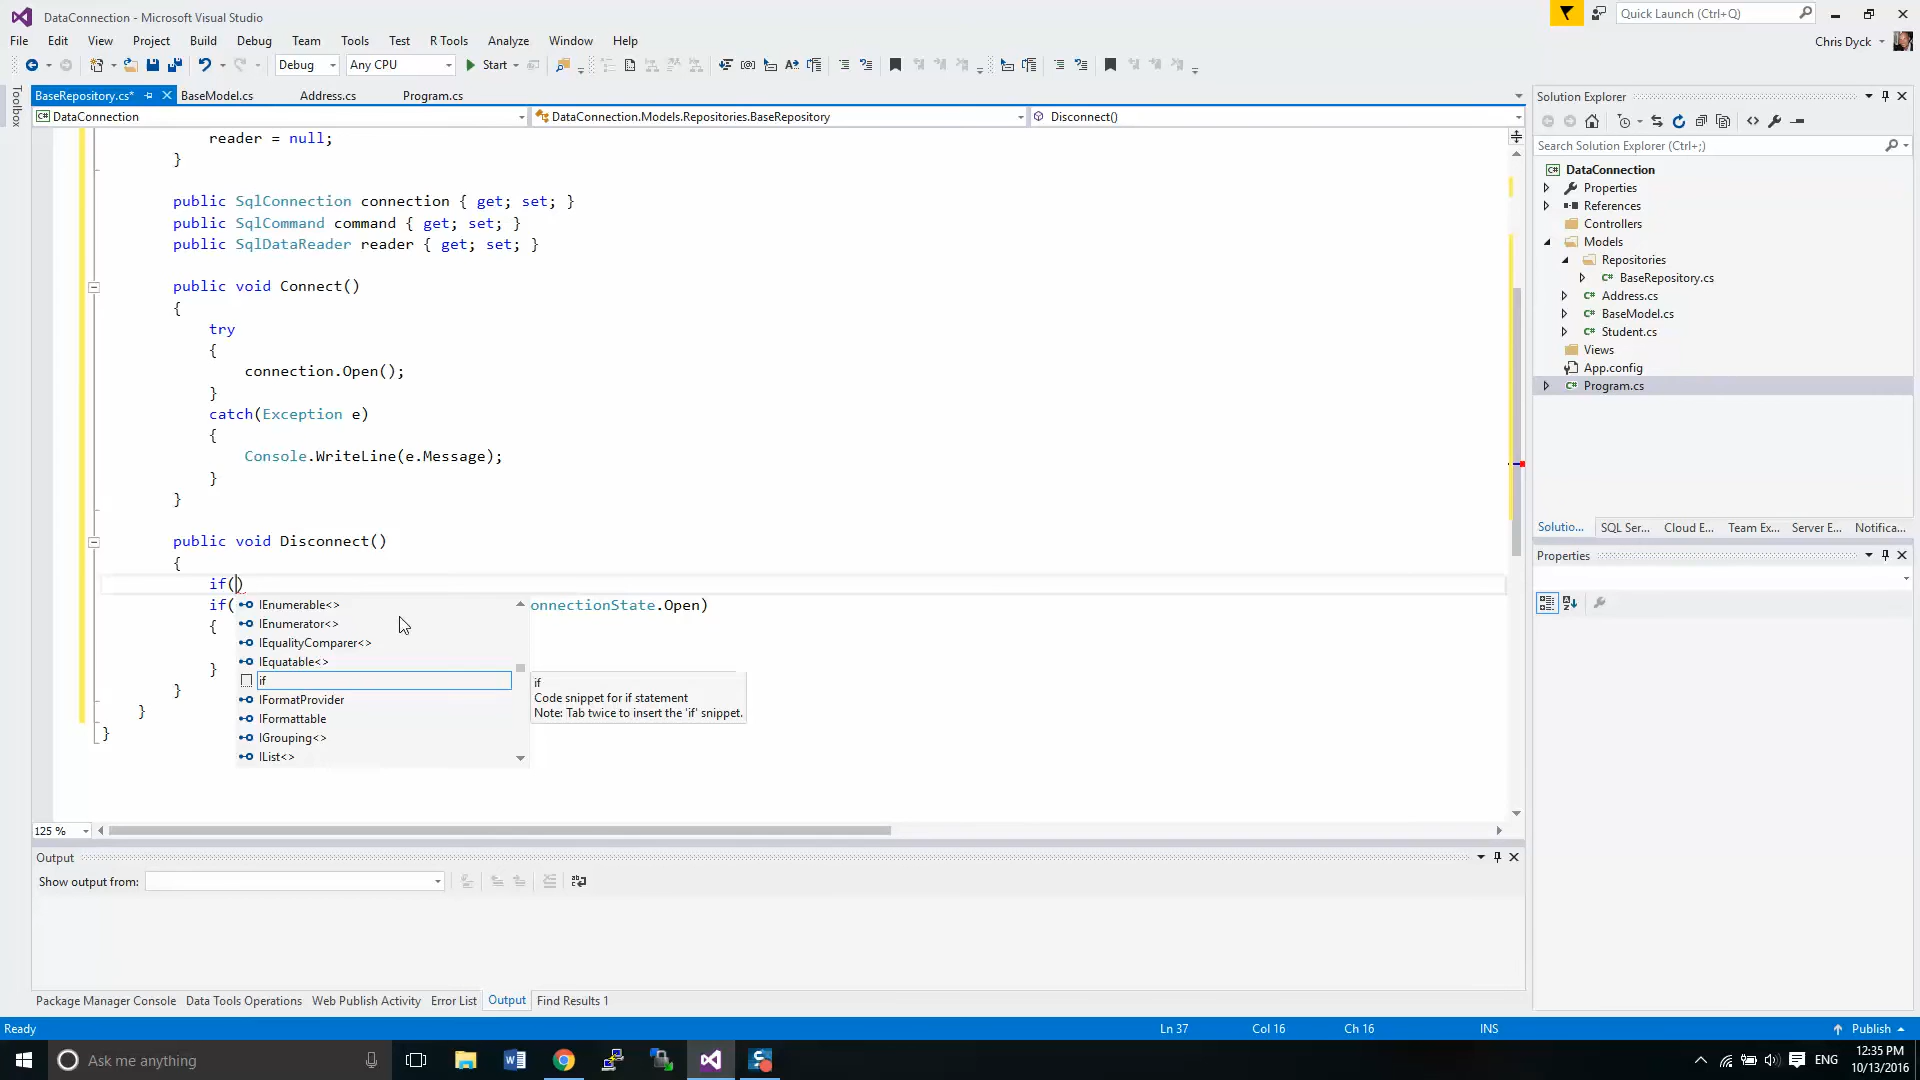 DataConnection - Microsoft Visual Studio
Quick Launch (Ctrl+Q)
File Edit View Project Build Debug Team Tools Test R Tools Analyze Window Help
Chris Dyck
Debug Any CPU Start
Toolbox
BaseRepository.cs* BaseModel.cs Address.cs Program.cs
DataConnection DataConnection.Models.Repositories.BaseRepository Disconnect()
reader = null;
}
public SqlConnection connection { get; set; }
public SqlCommand command { get; set; }
public SqlDataReader reader { get; set; }
public void Connect()
{
try
{
connection.Open();
}
catch(Exception e)
{
Console.WriteLine(e.Message);
}
}
public void Disconnect()
{
if()
if( onnectionState.Open)
{
}
}
}
}
IEnumerable<>
IEnumerator<>
IEqualityComparer<>
IEquatable<>
if
IFormatProvider
IFormattable
IGrouping<>
IList<>
if
Code snippet for if statement
Note: Tab twice to insert the 'if' snippet.
125 %
Output
Show output from:
Package Manager Console Data Tools Operations Web Publish Activity Error List Output Find Results 1
Solution Explorer
Search Solution Explorer (Ctrl+;)
DataConnection
Properties
References
Controllers
Models
Repositories
BaseRepository.cs
Address.cs
BaseModel.cs
Student.cs
Views
App.config
Program.cs
Solutio... SQL Ser... Cloud E... Team Ex... Server E... Notifica...
Properties
Ready Ln 37 Col 16 Ch 16 INS Publish
Ask me anything
ENG
12:35 PM
10/13/2016